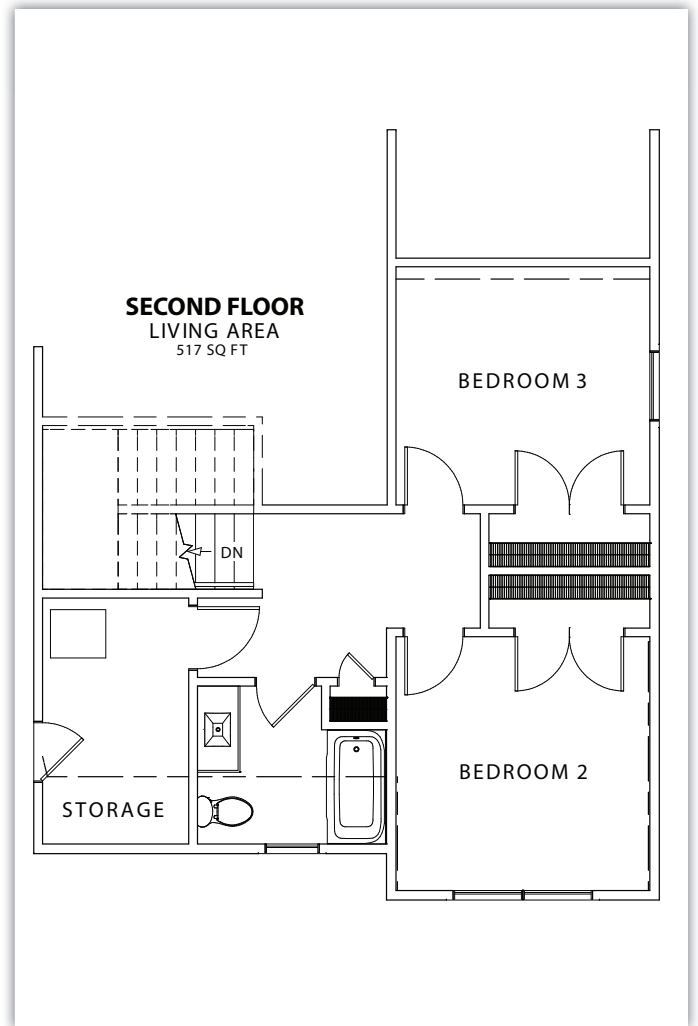 SECOND FLOOR
LIVING AREA
517 SQ FT
BEDROOM 3
DN
BEDROOM 2
STORAGE